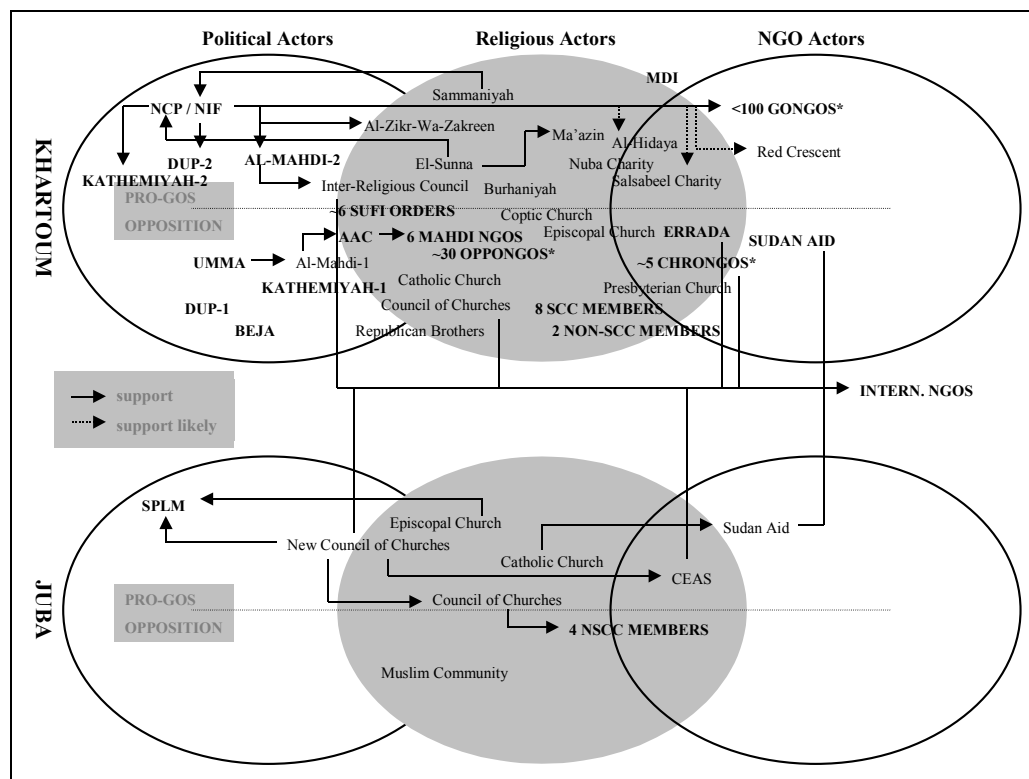 Political Actors
Religious Actors
NGO Actors
KHARTOUM
MDI
Sammaniyah
NCP / NIF
<100 GONGOS*
Al-Zikr-Wa-Zakreen
Ma'azin
Al-Hidaya
Red Crescent
DUP-2
AL-MAHDI-2
El-Sunna
Nuba Charity
KATHEMIYAH-2
Salsabeel Charity
Inter-Religious Council
Burhaniyah
PRO-GOS
OPPOSITION
~6 SUFI ORDERS
Coptic Church
AAC
6 MAHDI NGOS
Episcopal Church
ERRADA
SUDAN AID
~30 OPPONGOS*
UMMA
Al-Mahdi-1
~5 CHRONGOS*
Catholic Church
KATHEMIYAH-1
Presbyterian Church
DUP-1
Council of Churches
8 SCC MEMBERS
BEJA
Republican Brothers
2 NON-SCC MEMBERS
support
support likely
INTERN. NGOS
JUBA
SPLM
Episcopal Church
Sudan Aid
New Council of Churches
Catholic Church
CEAS
PRO-GOS
OPPOSITION
Council of Churches
4 NSCC MEMBERS
Muslim Community